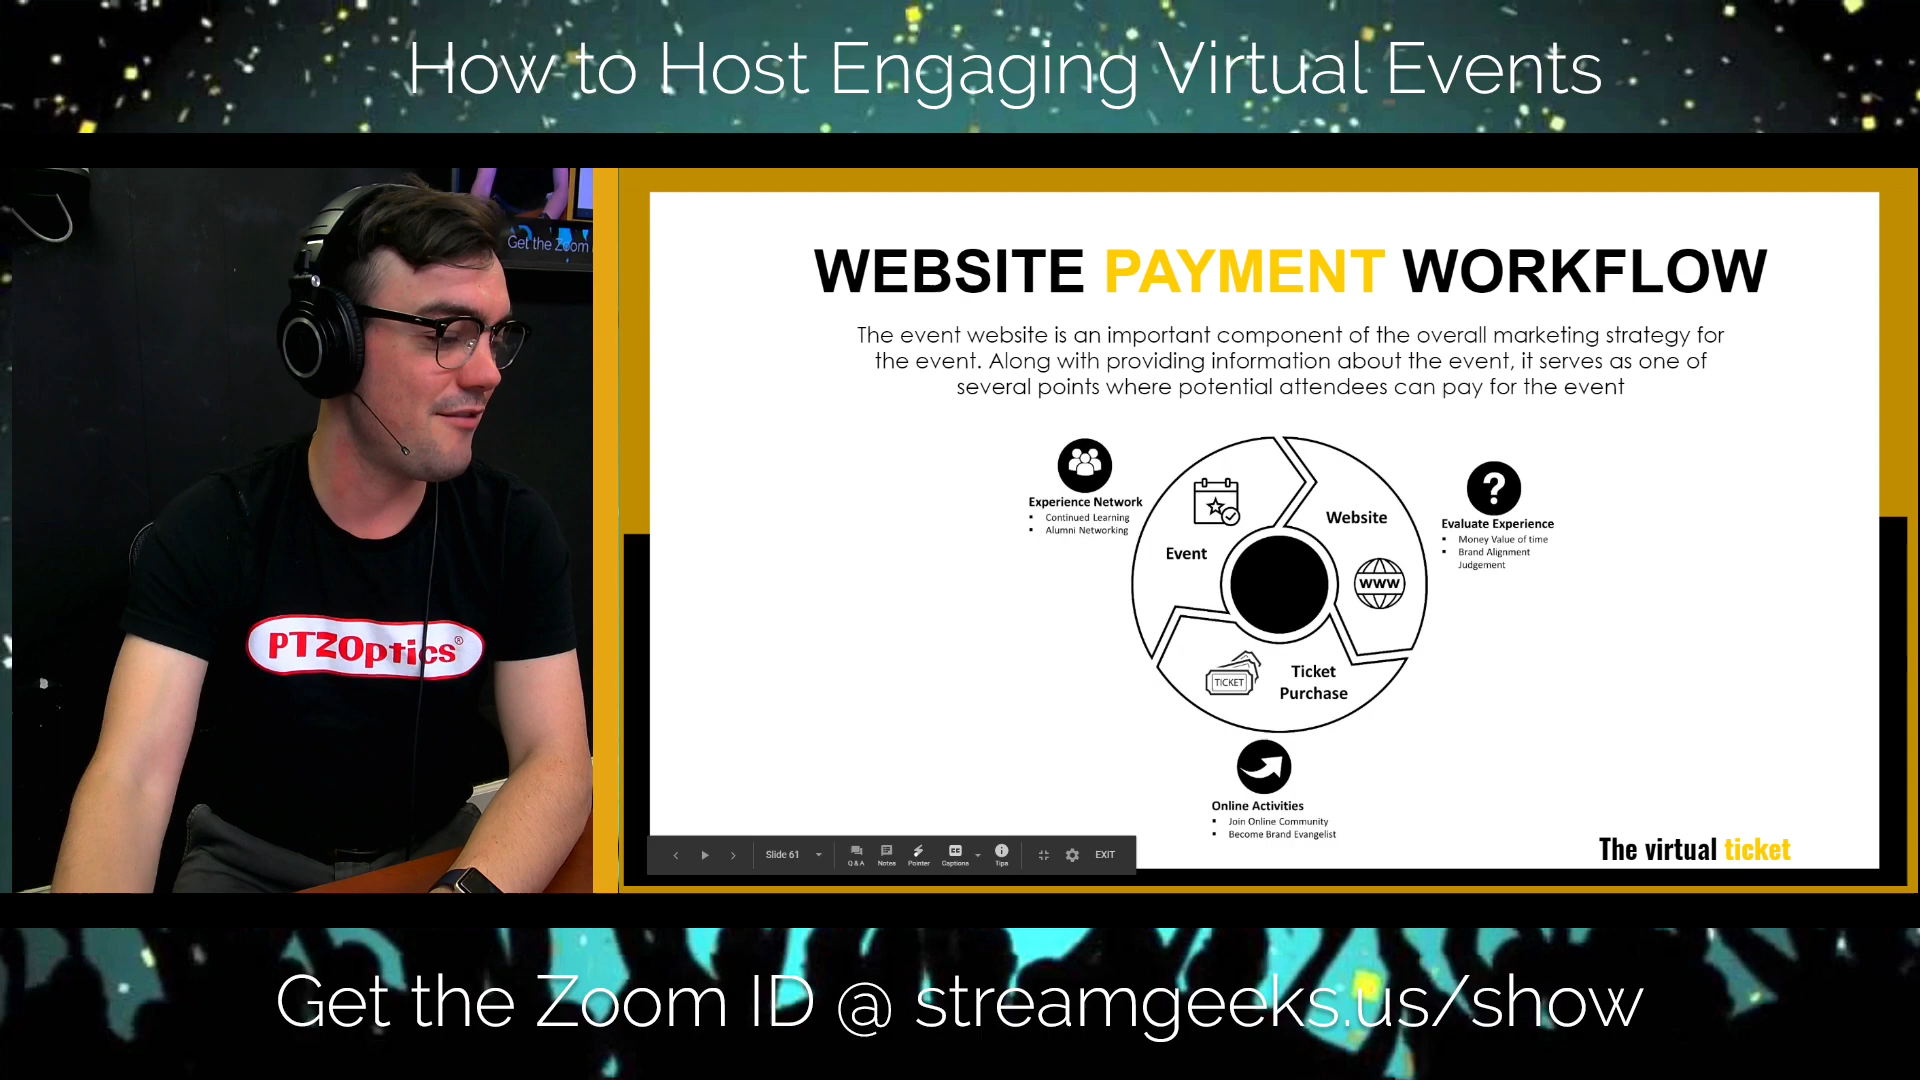 How to Host Engaging Virtual Events
Get the Zoom
PTZOptics®
WEBSITE PAYMENT WORKFLOW
The event website is an important component of the overall marketing strategy for
the event. Along with providing information about the event, it serves as one of
several points where potential attendees can pay for the event
Experience Network
▪ Continued Learning
▪ Alumni Networking
Event
Website
www
Evaluate Experience
▪ Money Value of time
▪ Brand Alignment
Judgement
TICKET
Ticket
Purchase
Online Activities
▪ Join Online Community
▪ Become Brand Evangelist
Slide 61
Q & A
Notes
Pointer
Captions
Tips
EXIT
The virtual ticket
Get the Zoom ID @ streamgeeks.us/show